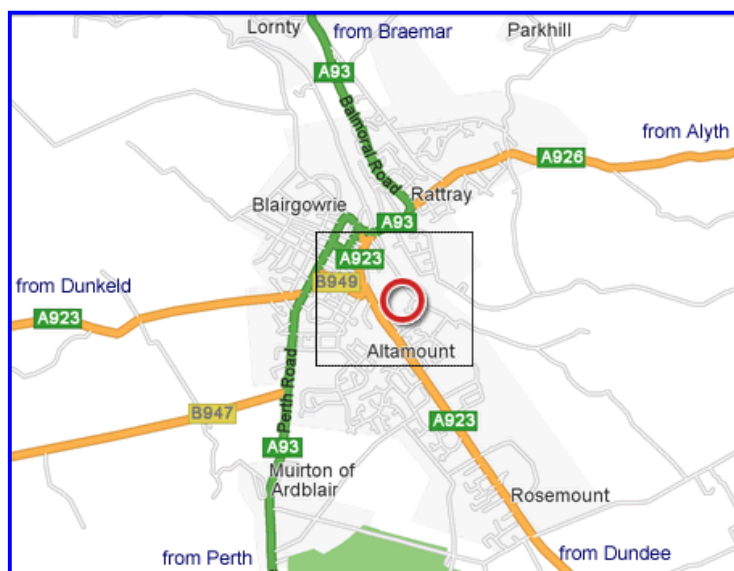 Lornty
from Braemar
Parkhill
A93
Balmoral Road
from Alyth
A926
Rattray
Blairgowrie
A93
A923
from Dunkeld
B949
A923
Altamount
Perth Road
B947
A923
A93
Muirton of
Ardblair
Rosemount
from Perth
from Dundee